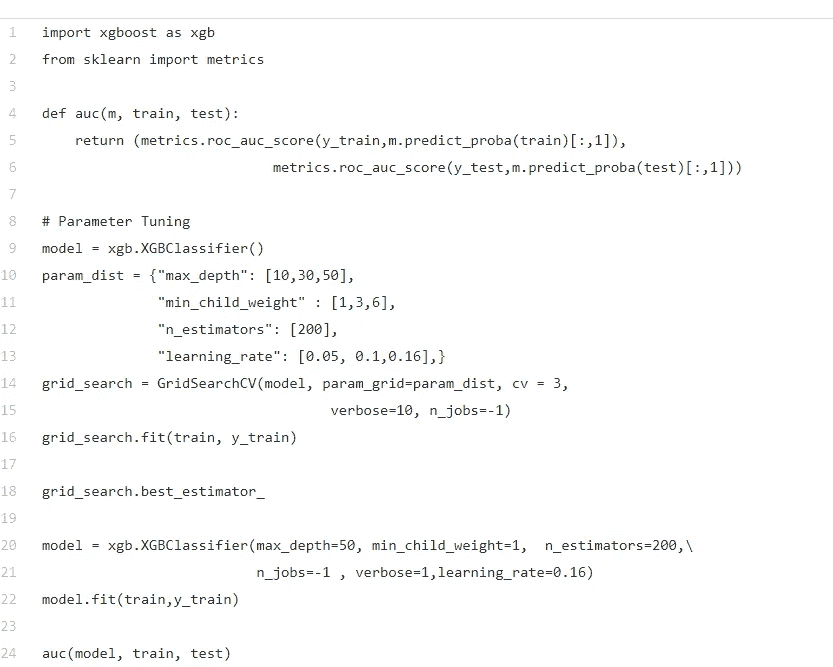 1 import xgboost as xgb
2 from sklearn import metrics
3
4 def auc(m, train, test):
5     return (metrics.roc_auc_score(y_train,m.predict_proba(train)[:,1]),
6                             metrics.roc_auc_score(y_test,m.predict_proba(test)[:,1]))
7
8 # Parameter Tuning
9 model = xgb.XGBClassifier()
10 param_dist = {"max_depth": [10,30,50],
11               "min_child_weight" : [1,3,6],
12               "n_estimators": [200],
13               "learning_rate": [0.05, 0.1,0.16],}
14 grid_search = GridSearchCV(model, param_grid=param_dist, cv = 3,
15                                    verbose=10, n_jobs=-1)
16 grid_search.fit(train, y_train)
17
18 grid_search.best_estimator_
19
20 model = xgb.XGBClassifier(max_depth=50, min_child_weight=1,  n_estimators=200,\
21                           n_jobs=-1 , verbose=1,learning_rate=0.16)
22 model.fit(train,y_train)
23
24 auc(model, train, test)